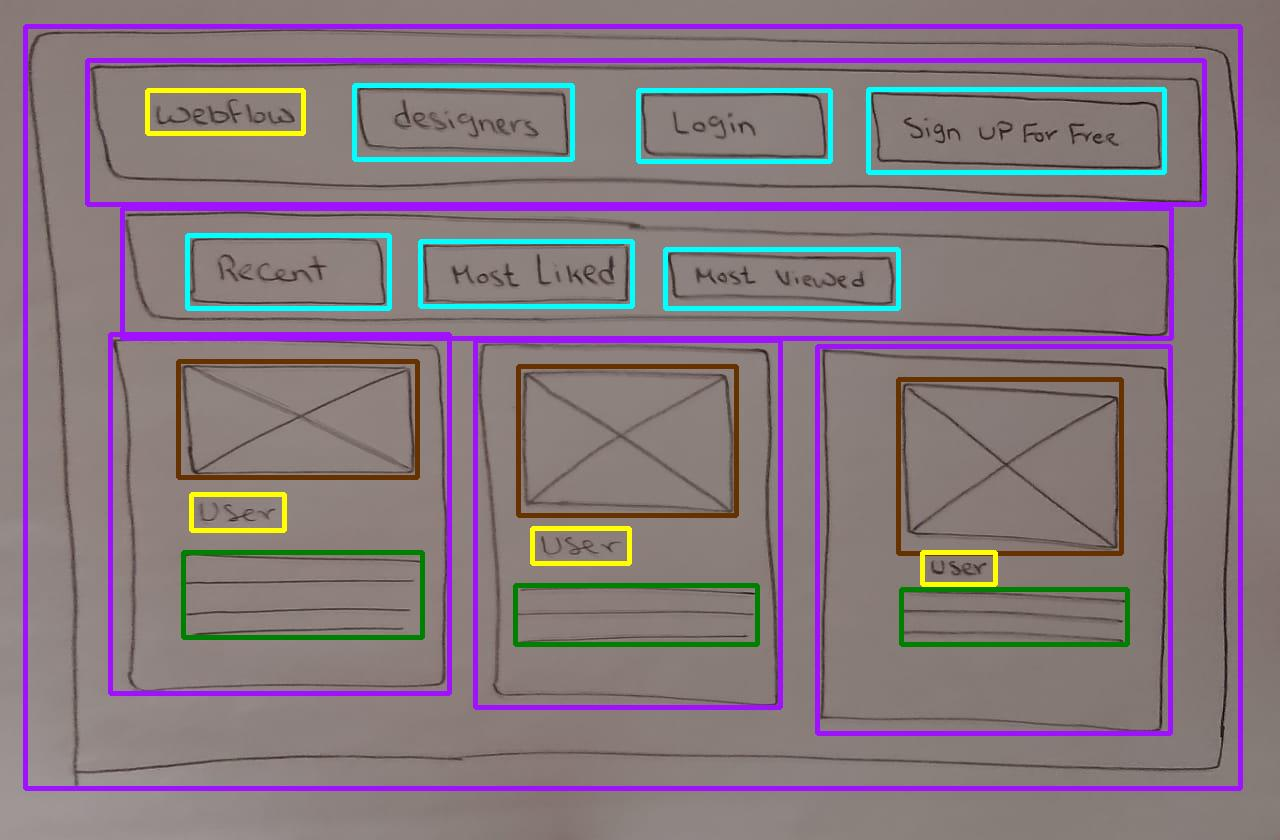 Webflow
designers
Login
Sign UP For Free
Recent
Most Liked
Most Viewed
User
User
User